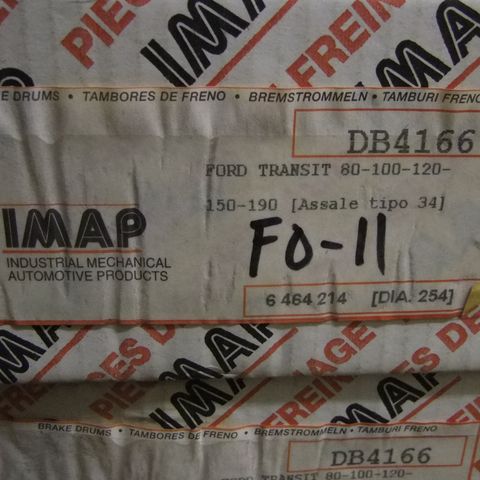 PIEC
IMA
FREINAGE
BRAKE DRUMS • TAMBORES DE FRENO • BREMSTROMMELN • TAMBURI FRENO
DB4166
FORD TRANSIT 80-100-120-
150-190 [Assale tipo 34]
IMAP
INDUSTRIAL MECHANICAL
AUTOMOTIVE PRODUCTS
FO-11
6 464 214 [DIA. 254]
PIECES DE FREINAGE
IMAP
BRAKE DRUMS • TAMBORES DE FRENO • BREMSTROMMELN • TAMBURI FRENO
DB4166
FORD TRANSIT 80-100-120-